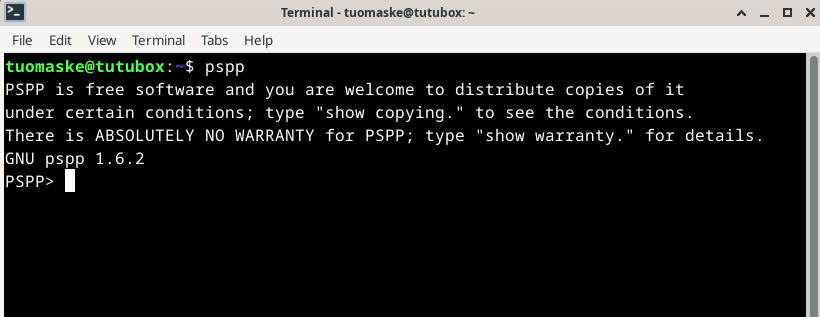 Terminal - tuomaske@tutubox: ~
File Edit View Terminal Tabs Help
tuomaske@tutubox:~$ pspp
PSPP is free software and you are welcome to distribute copies of it
under certain conditions; type "show copying." to see the conditions.
There is ABSOLUTELY NO WARRANTY for PSPP; type "show warranty." for details.
GNU pspp 1.6.2
PSPP>